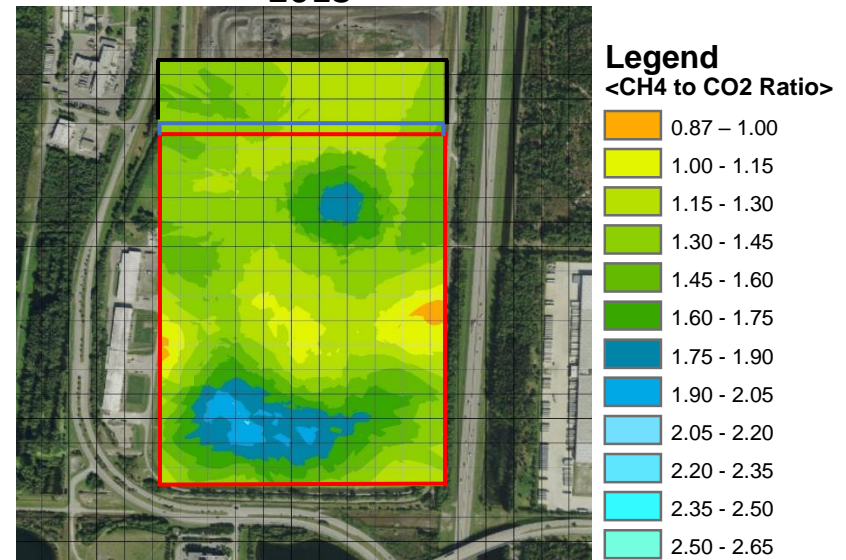 Legend
<CH4 to CO2 Ratio>
0.87 – 1.00
1.00 - 1.15
1.15 - 1.30
1.30 - 1.45
1.45 - 1.60
1.60 - 1.75
1.75 - 1.90
1.90 - 2.05
2.05 - 2.20
2.20 - 2.35
2.35 - 2.50
2.50 - 2.65